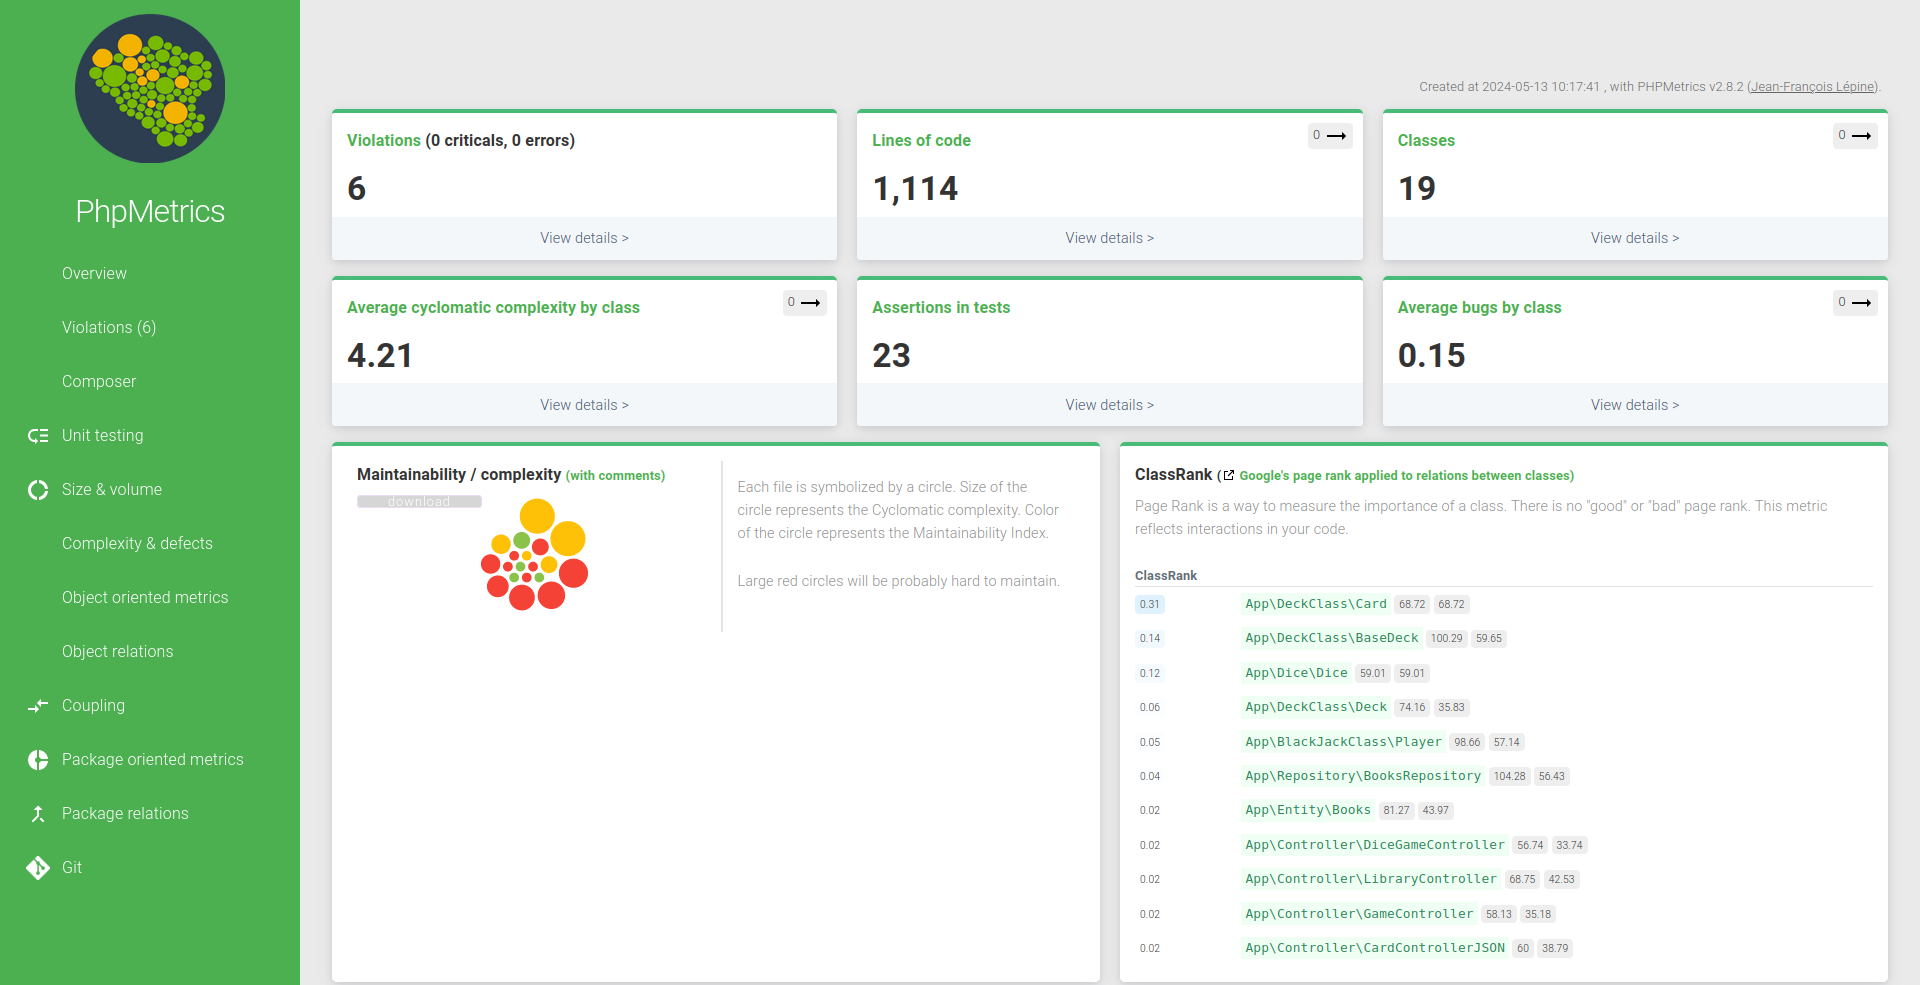 PhpMetrics
Overview
Violations (6)
Composer
Unit testing
Size & volume
Complexity & defects
Object oriented metrics
Object relations
Coupling
Package oriented metrics
Package relations
Git
Created at 2024-05-13 10:17:41 , with PHPMetrics v2.8.2 (Jean-François Lépine).
Violations (0 criticals, 0 errors)
6
View details >
Lines of code
0
1,114
View details >
Classes
0
19
View details >
Average cyclomatic complexity by class
0
4.21
View details >
Assertions in tests
23
View details >
Average bugs by class
0
0.15
View details >
Maintainability / complexity (with comments)
download
Each file is symbolized by a circle. Size of the
circle represents the Cyclomatic complexity. Color
of the circle represents the Maintainability Index.
Large red circles will be probably hard to maintain.
ClassRank ( Google's page rank applied to relations between classes)
Page Rank is a way to measure the importance of a class. There is no "good" or "bad" page rank. This metric
reflects interactions in your code.
ClassRank
0.31 App\DeckClass\Card 68.72 68.72
0.14 App\DeckClass\BaseDeck 100.29 59.65
0.12 App\Dice\Dice 59.01 59.01
0.06 App\DeckClass\Deck 74.16 35.83
0.05 App\BlackJackClass\Player 98.66 57.14
0.04 App\Repository\BooksRepository 104.28 56.43
0.02 App\Entity\Books 81.27 43.97
0.02 App\Controller\DiceGameController 56.74 33.74
0.02 App\Controller\LibraryController 68.75 42.53
0.02 App\Controller\GameController 58.13 35.18
0.02 App\Controller\CardControllerJSON 60 38.79